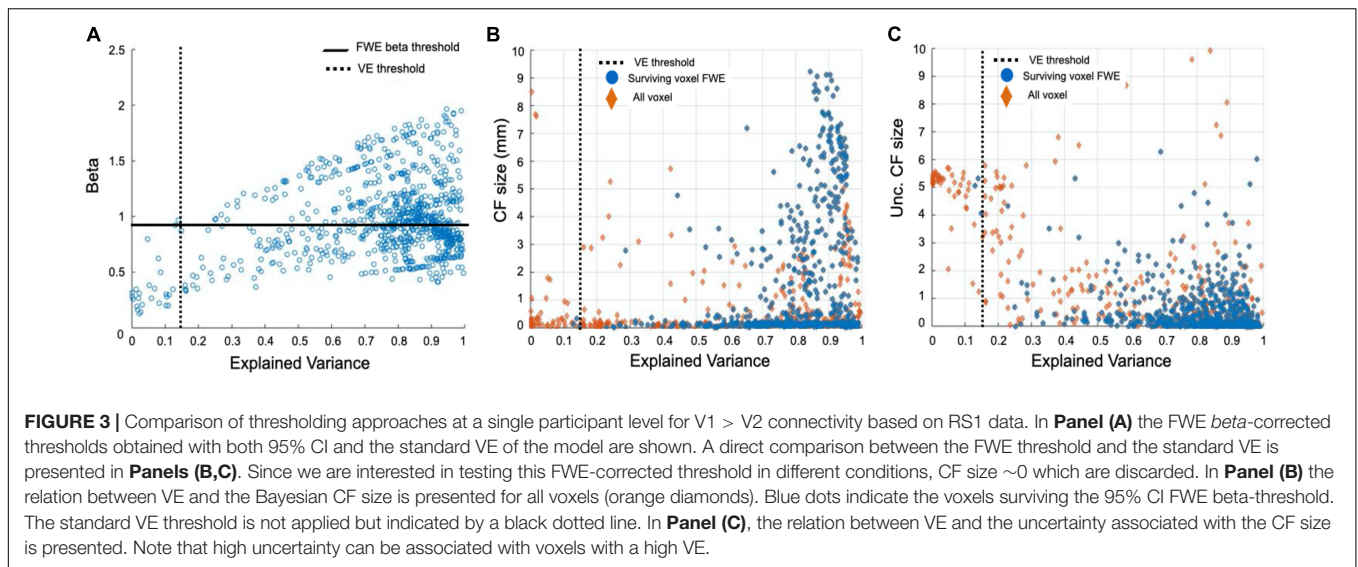 A
2.5
2
1.5
1
0.5
0
Beta
0 0.1 0.2 0.3 0.4 0.5 0.6 0.7 0.8 0.9 1
Explained Variance
FWE beta threshold
VE threshold
B
10
9
8
7
6
5
4
3
2
1
0
CF size (mm)
0 0.1 0.2 0.3 0.4 0.5 0.6 0.7 0.8 0.9 1
Explained Variance
VE threshold
Surviving voxel FWE
All voxel
C
10
9
8
7
6
5
4
3
2
1
0
Unc. CF size
0 0.1 0.2 0.3 0.4 0.5 0.6 0.7 0.8 0.9 1
Explained Variance
VE threshold
Surviving voxel FWE
All voxel
FIGURE 3 | Comparison of thresholding approaches at a single participant level for V1 > V2 connectivity based on RS1 data. In Panel (A) the FWE beta-corrected
thresholds obtained with both 95% CI and the standard VE of the model are shown. A direct comparison between the FWE threshold and the standard VE is
presented in Panels (B,C). Since we are interested in testing this FWE-corrected threshold in different conditions, CF size ~0 which are discarded. In Panel (B) the
relation between VE and the Bayesian CF size is presented for all voxels (orange diamonds). Blue dots indicate the voxels surviving the 95% CI FWE beta-threshold.
The standard VE threshold is not applied but indicated by a black dotted line. In Panel (C), the relation between VE and the uncertainty associated with the CF size
is presented. Note that high uncertainty can be associated with voxels with a high VE.